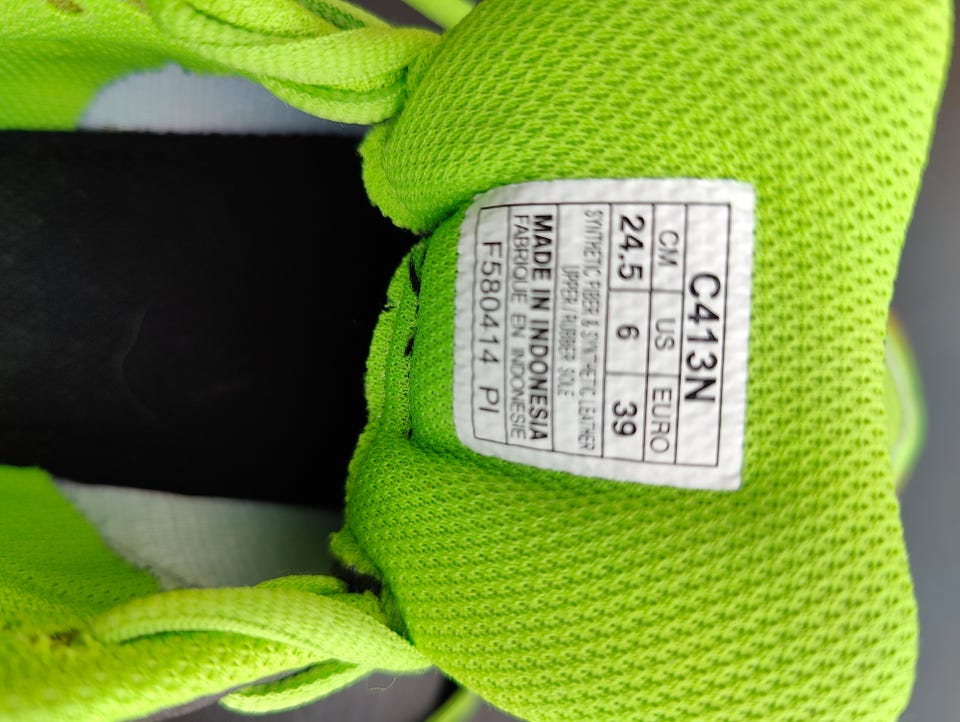 C413N
CM US EURO
24.5 6 39
SYNTHETIC FIBER & SYNTHETIC LEATHER
UPPER / RUBBER SOLE
MADE IN INDONESIA
FABRIQUE EN INDONESIE
F580414 PI